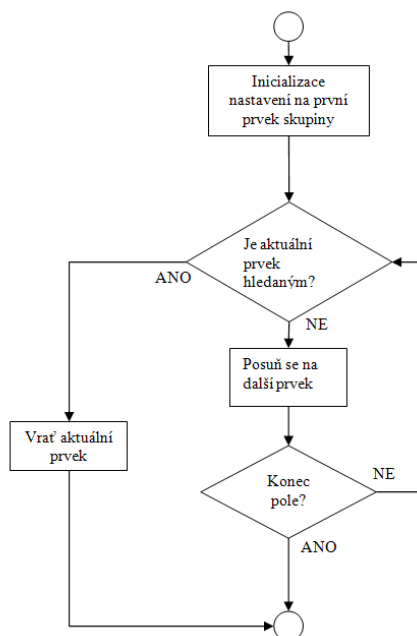 Inicializace
nastavení na první
prvek skupiny
Je aktuální
prvek
hledaným?
ANO
NE
Posuň se na
další prvek
Vrať aktuální
prvek
Konec
pole?
NE
ANO